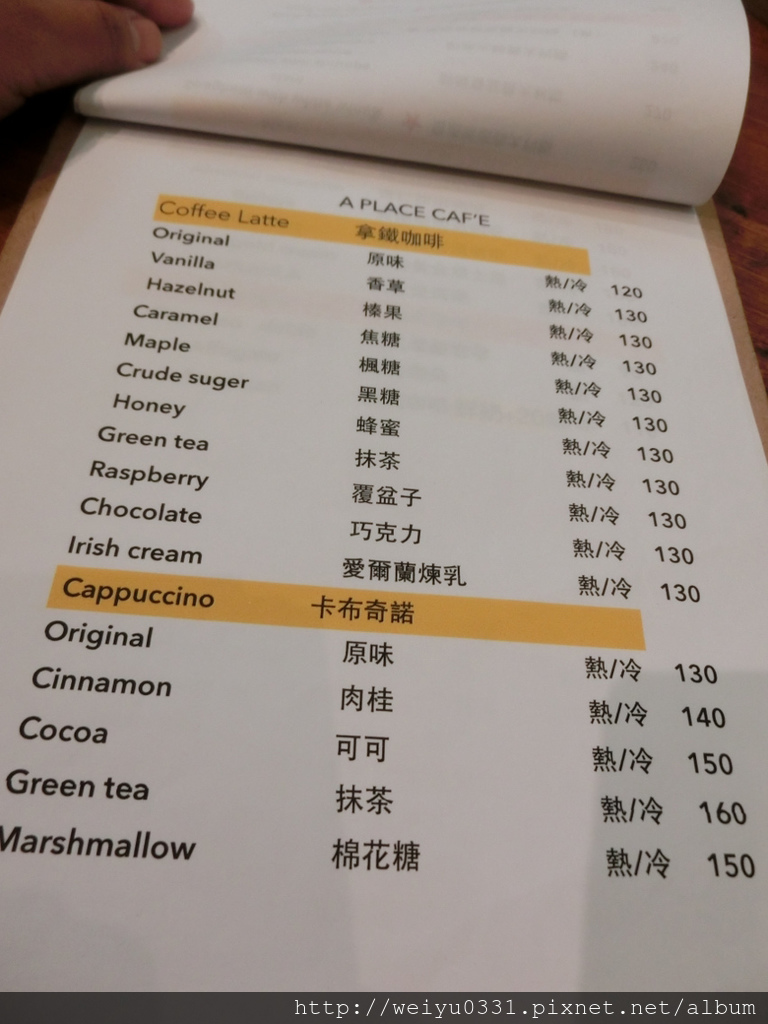 A PLACE CAF'E
Coffee Latte 拿鐵咖啡
Original 原味 熱/冷 120
Vanilla 香草 熱/冷 130
Hazelnut 榛果 熱/冷 130
Caramel 焦糖 熱/冷 130
Maple 楓糖 熱/冷 130
Crude suger 黑糖 熱/冷 130
Honey 蜂蜜 熱/冷 130
Green tea 抹茶 熱/冷 130
Raspberry 覆盆子 熱/冷 130
Chocolate 巧克力 熱/冷 130
Irish cream 愛爾蘭煉乳 熱/冷 130
Cappuccino 卡布奇諾
Original 原味 熱/冷 130
Cinnamon 肉桂 熱/冷 140
Cocoa 可可 熱/冷 150
Green tea 抹茶 熱/冷 160
Marshmallow 棉花糖 熱/冷 150
http://weiyu0331.pixnet.net/album